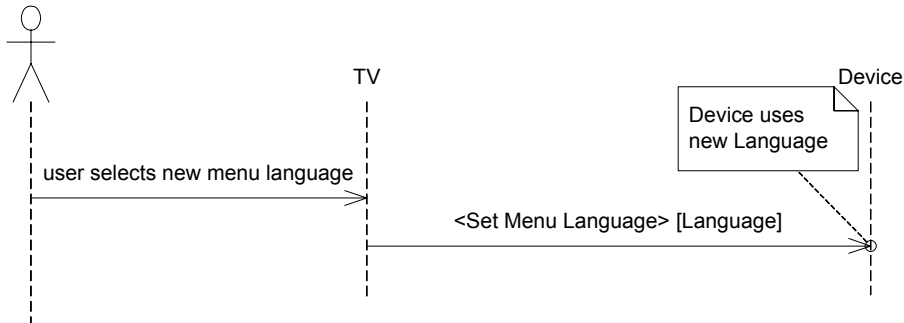 TV
Device
Device uses
new Language
user selects new menu language
<Set Menu Language> [Language]